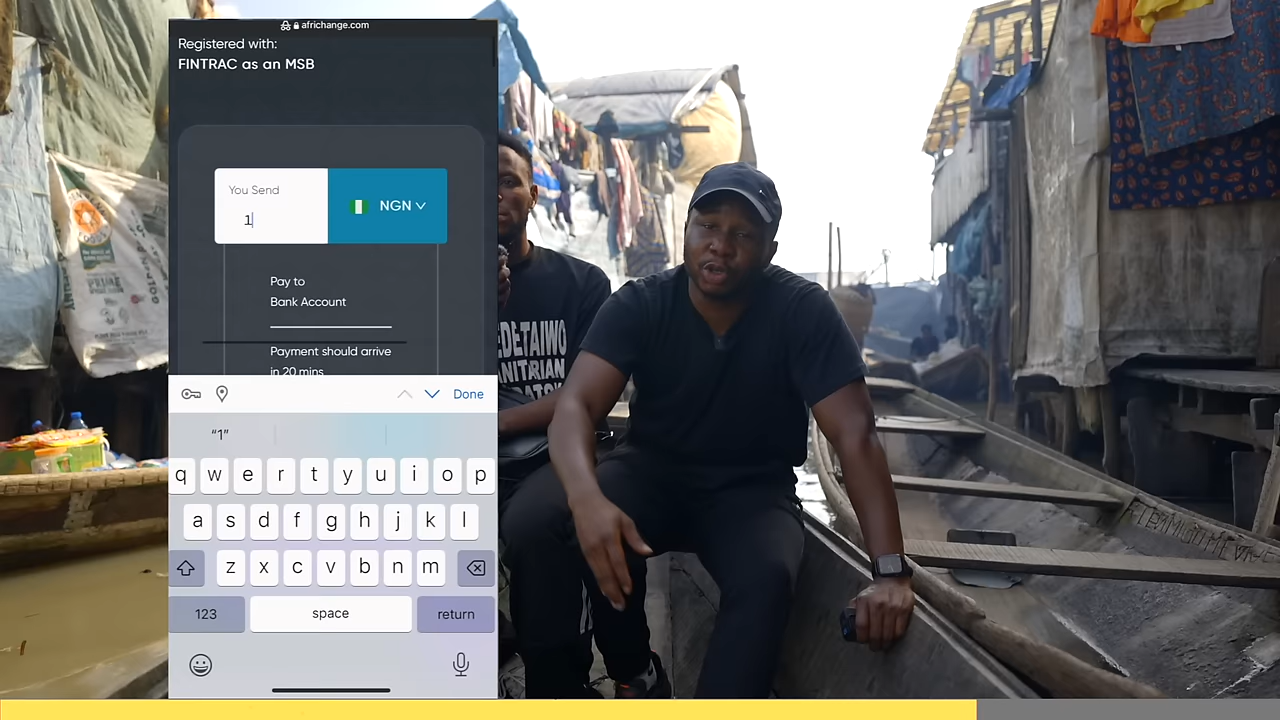 africhange.com
Registered with:
FINTRAC as an MSB
You Send
NGN
1
Pay to
Bank Account
Payment should arrive
in 20 mins
Done
“1”
q w e r t y u i o p
a s d f g h j k l
z x c v b n m
123
space
return